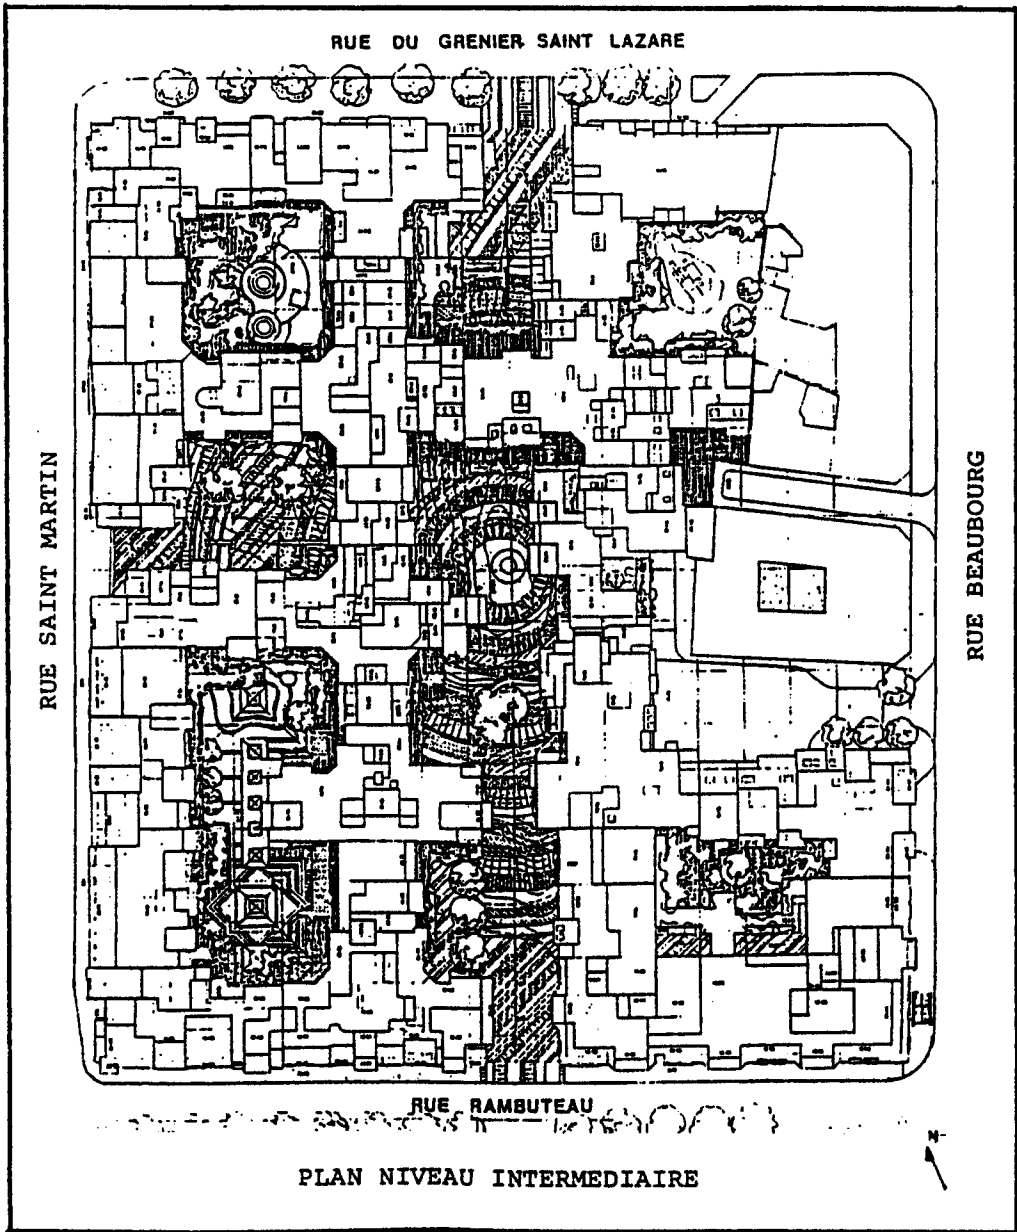 RUE DU GRENIER SAINT LAZARE
RUE SAINT MARTIN
RUE BEAUBOURG
RUE RAMBUTEAU
N
PLAN NIVEAU INTERMEDIAIRE